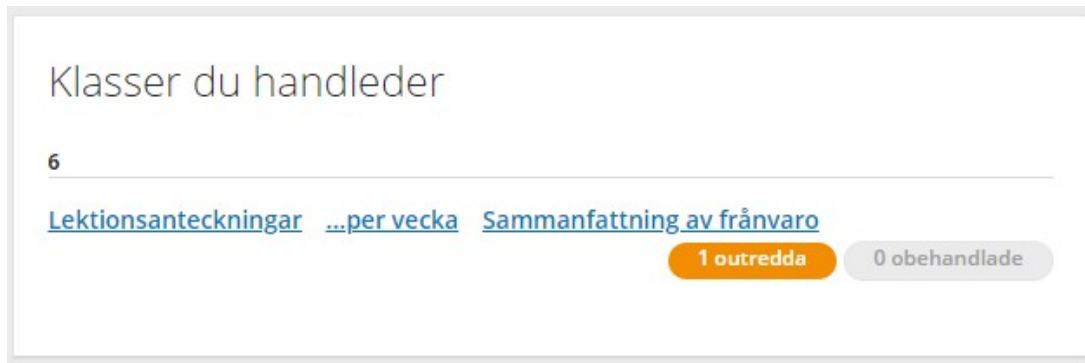 Klasser du handleder
6
Lektionsanteckningar ...per vecka Sammanfattning av frånvaro
1 outredda 0 obehandlade